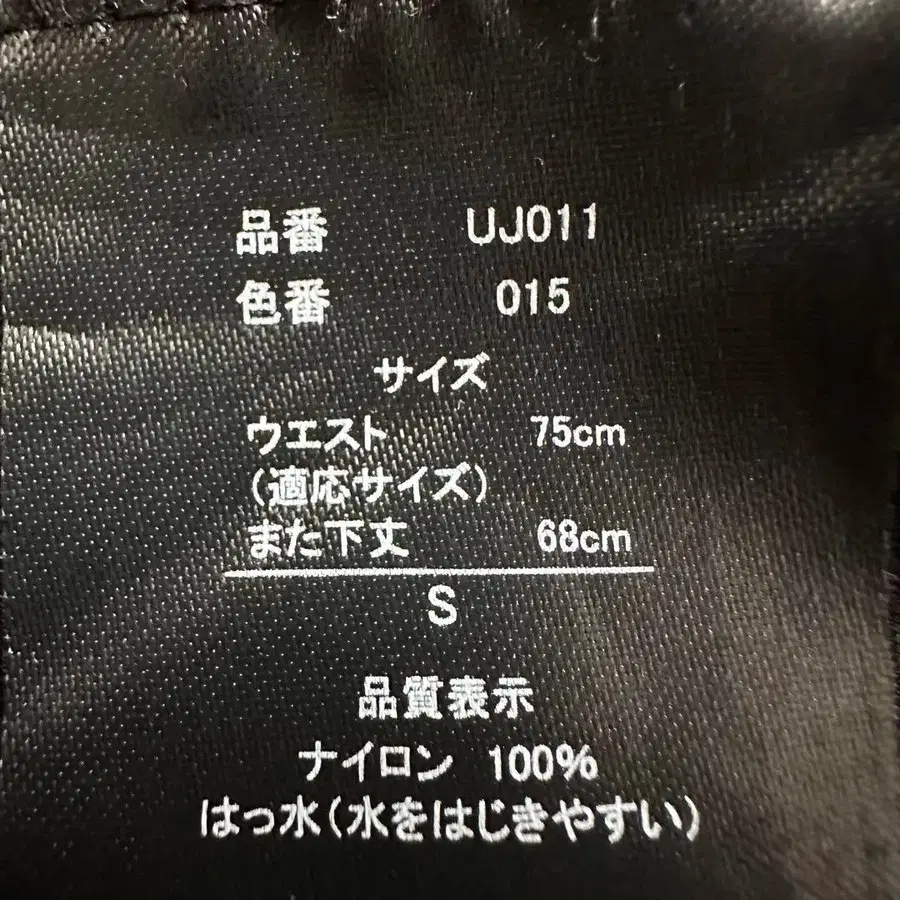 品番 UJ011
色番 015
サイズ
ウエスト 75cm
(適応サイズ)
また下丈 68cm
S
品質表示
ナイロン 100%
はっ水(水をはじきやすい)